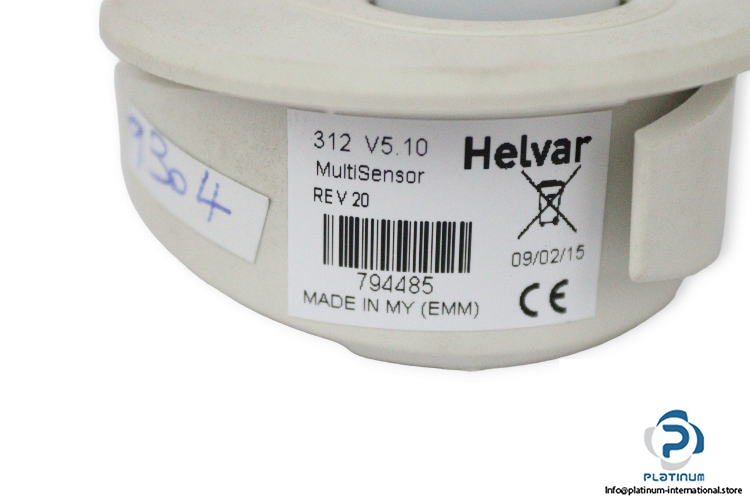 9304
312 V5.10
Helvar
MultiSensor
REV 20
794485
09/02/15
MADE IN MY (EMM)
CE
PLATINUM
Info@platinum-international.store